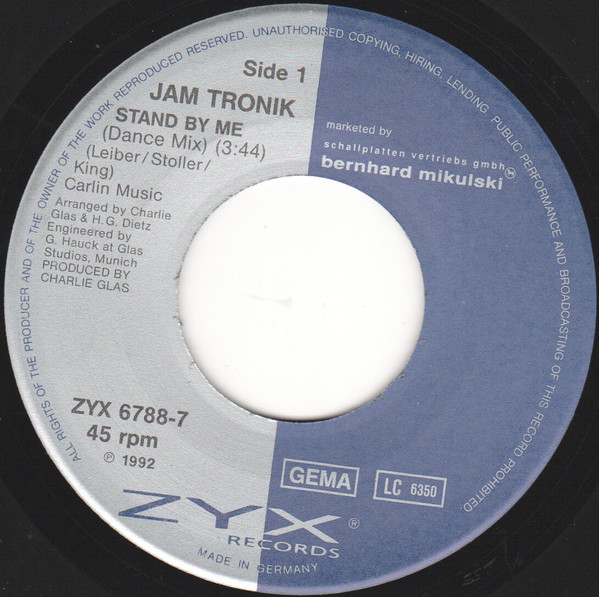 ALL RIGHTS OF THE PRODUCER AND OF THE OWNER OF THE WORK REPRODUCED RESERVED. UNAUTHORISED COPYING, HIRING, LENDING PUBLIC PERFORMANCE AND BROADCASTING OF THIS RECORD PROHIBITED.
Side 1
JAM TRONIK
STAND BY ME
(Dance Mix) (3:44)
(Leiber/Stoller/
King)
Carlin Music
Arranged by Charlie
Glas & H.G. Dietz
Engineered by
G. Hauck at Glas
Studios, Munich
PRODUCED BY
CHARLIE GLAS
marketed by
schallplatten vertriebs gmbh
bernhard mikulski
ZYX 6788-7
45 rpm
℗ 1992
GEMA
LC 6350
ZYX ®
RECORDS
MADE IN GERMANY